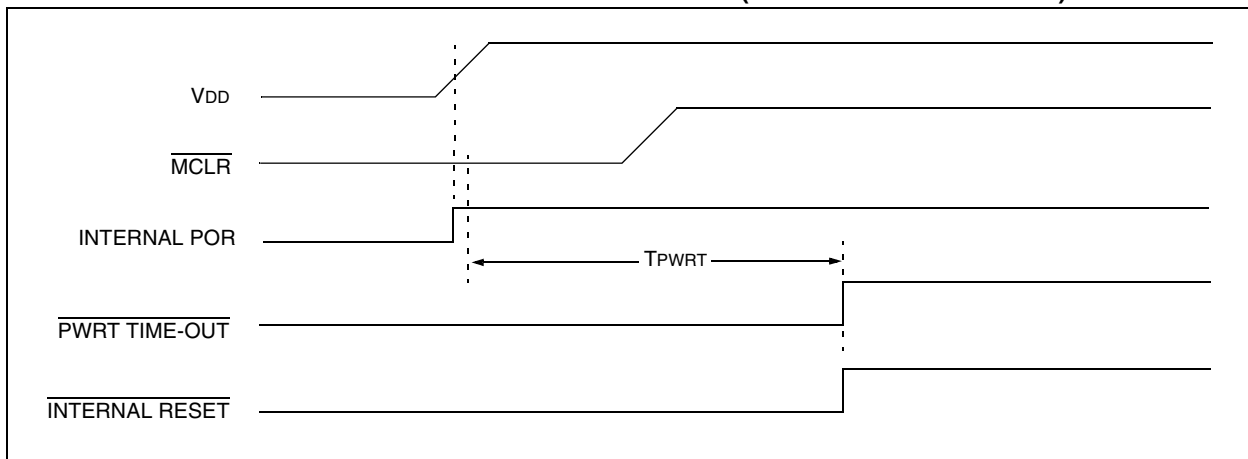 VDD
MCLR
INTERNAL POR
TPWRT
PWRT TIME-OUT
INTERNAL RESET